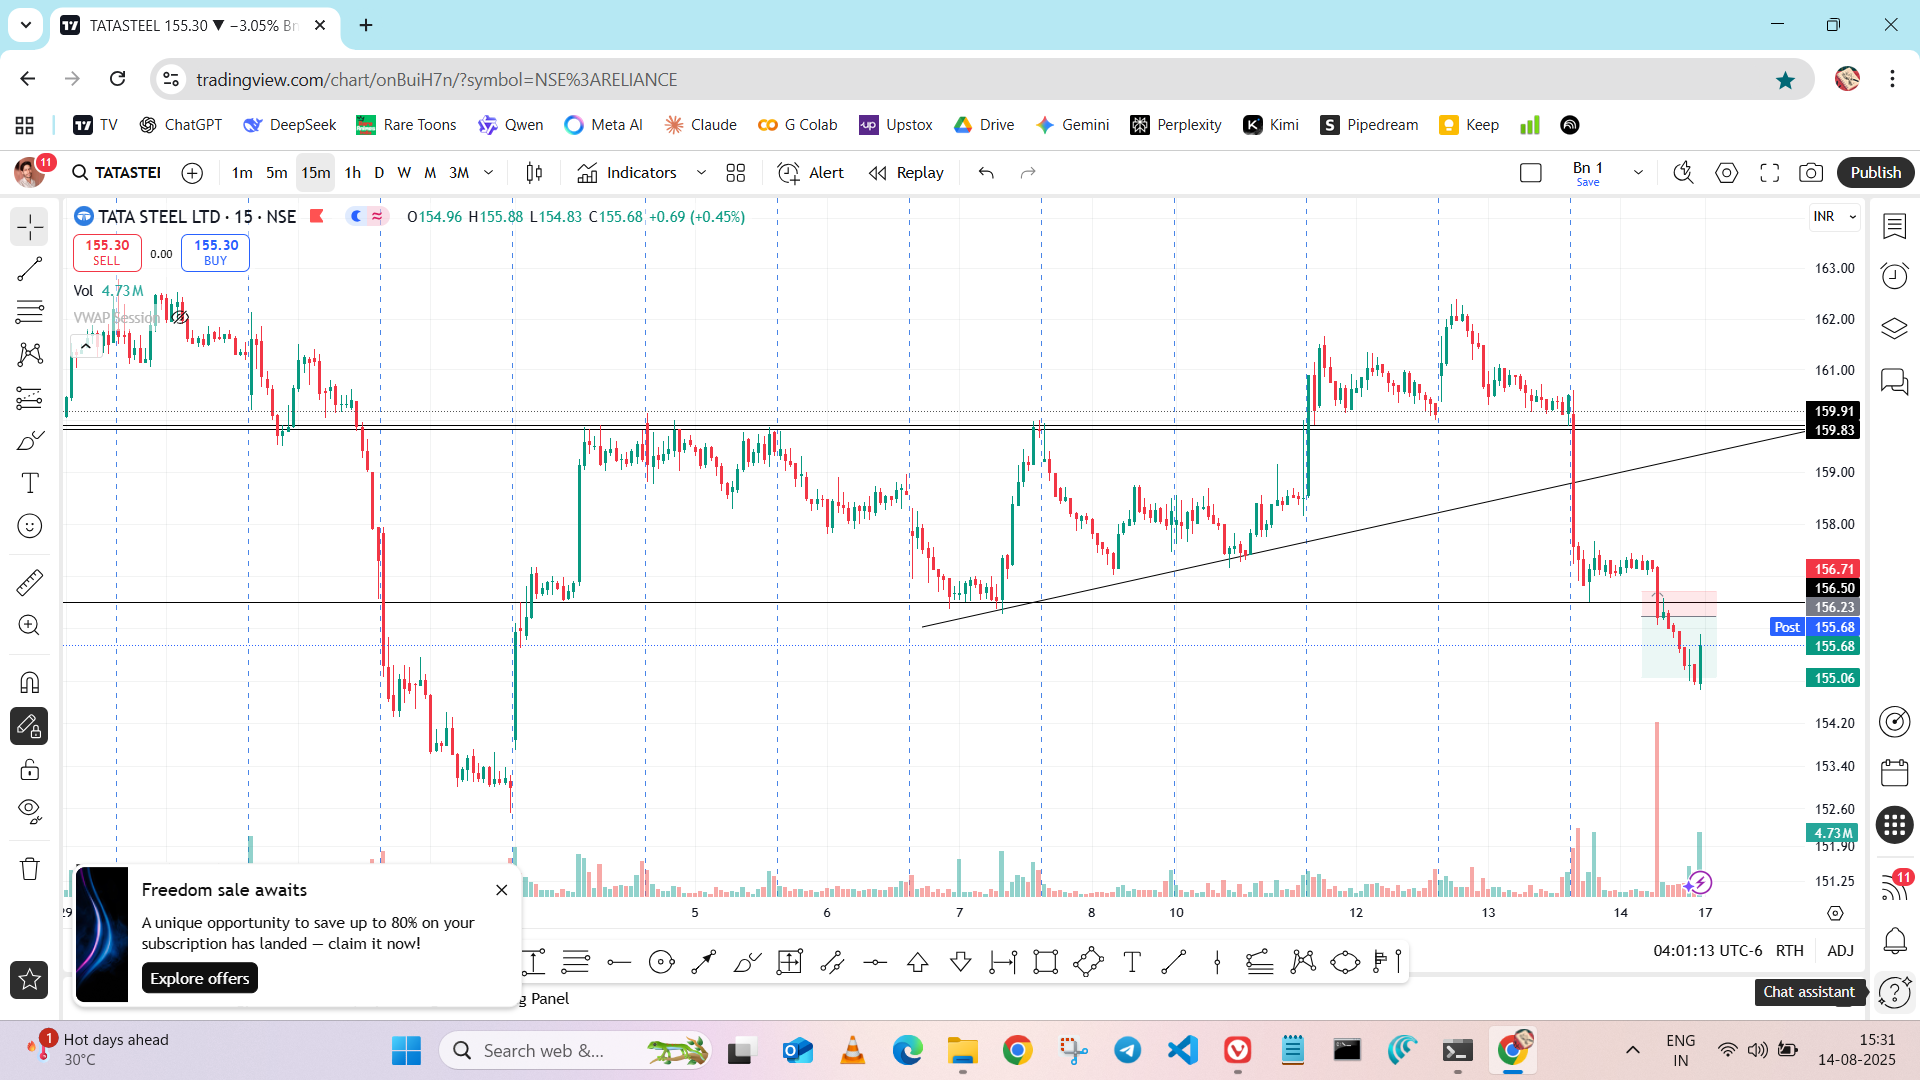 TATASTEEL 155.30 ▼ −3.05% Bn
tradingview.com/chart/onBuiH7n/?symbol=NSE%3ARELIANCE
TV ChatGPT DeepSeek Rare Toons Qwen Meta AI Claude G Colab Upstox Drive Gemini Perplexity Kimi Pipedream Keep
11
TATASTEE 1m 5m 15m 1h D W M 3M Indicators Alert Replay Bn 1 Publish
Save
TATA STEEL LTD · 15 · NSE O154.96 H155.88 L154.83 C155.68 +0.69 (+0.45%) INR
155.30 0.00 155.30
SELL BUY
Vol 4.73 M
VWAP Session
163.00
162.00
161.00
159.91
159.83
159.00
158.00
156.71
156.50
156.23
Post 155.68
155.68
155.06
154.20
153.40
152.60
4.73 M
151.90
151.25
11
29 5 6 7 8 10 12 13 14 17
Freedom sale awaits
A unique opportunity to save up to 80% on your
subscription has landed — claim it now!
Explore offers
04:01:13 UTC-6 RTH ADJ
g Panel
Chat assistant
1
Hot days ahead
30°C
Search web &...
ENG
IN
15:31
14-08-2025